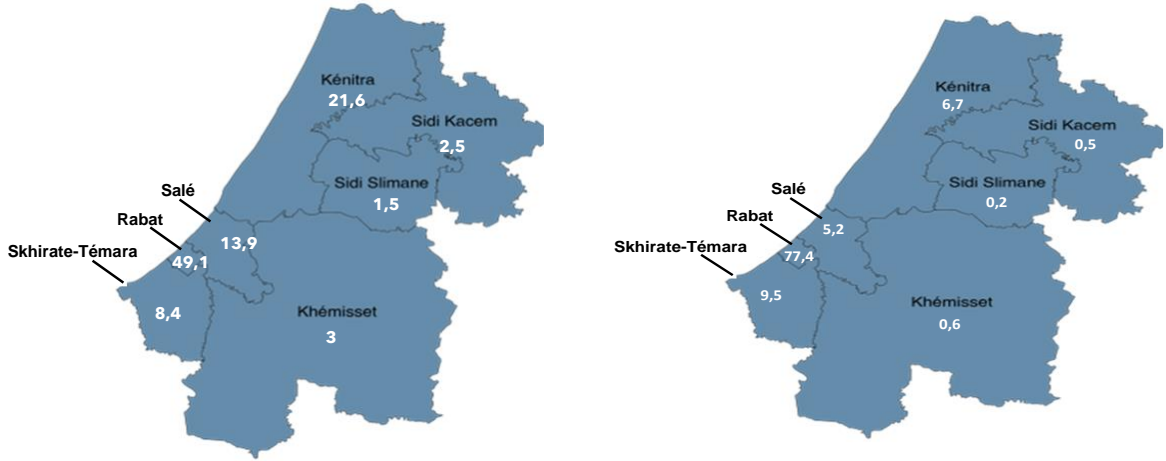 Kénitra
21,6
Sidi Kacem
2,5
Sidi Slimane
1,5
Salé
13,9
Rabat
49,1
Skhirate-Témara
8,4
Khémisset
3
Kénitra
6,7
Sidi Kacem
0,5
Sidi Slimane
0,2
Salé
5,2
Rabat
77,4
Skhirate-Témara
9,5
Khémisset
0,6